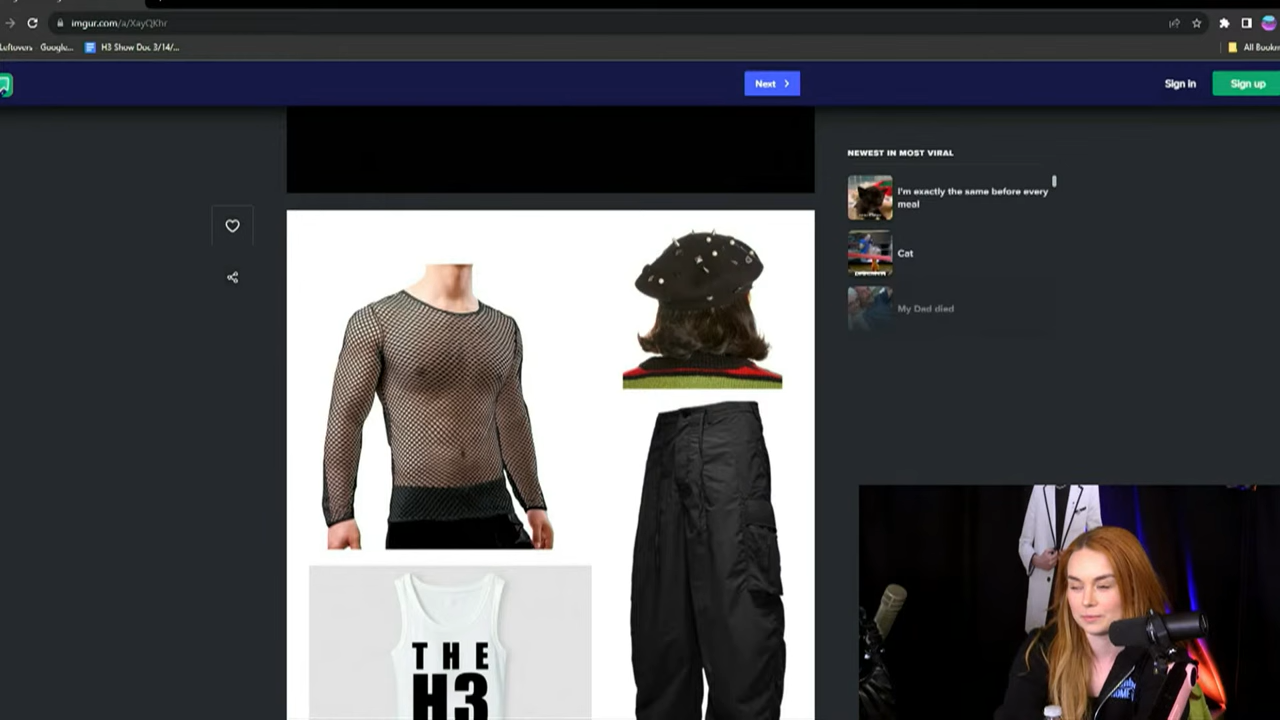 imgur.com/a/XayQKhr
Leftovers
Google...
H3 Show Doc 3/14/...
All Bookm
Next
Sign in
Sign up
NEWEST IN MOST VIRAL
I'm exactly the same before every
meal
Cat
My Dad died
THE
H3